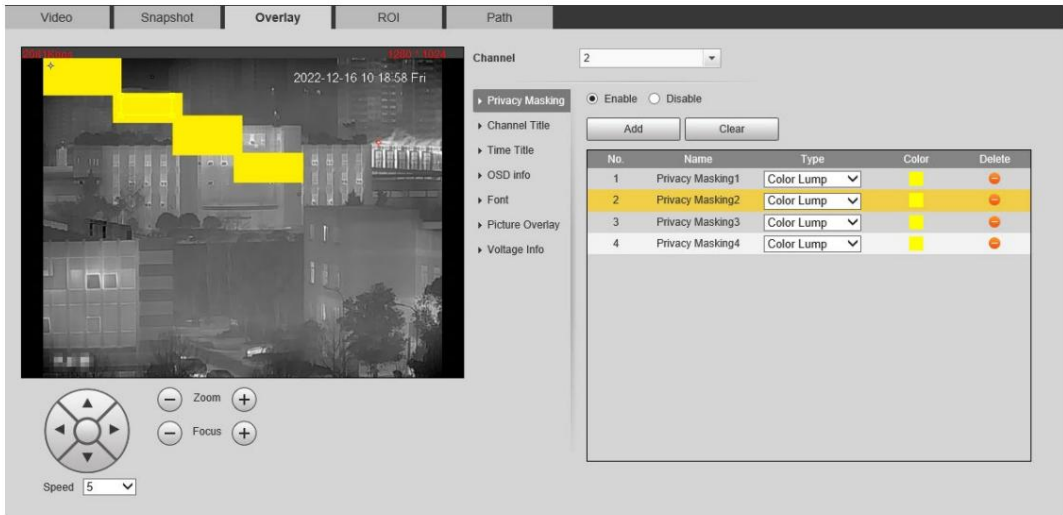 Video Snapshot Overlay ROI Path
1280 * 1024
2022-12-16 10:18:58 Fri
Channel 2
Privacy Masking
Channel Title
Time Title
OSD info
Font
Picture Overlay
Voltage Info
Enable Disable
Add Clear
No. Name Type Color Delete
1 Privacy Masking1 Color Lump
2 Privacy Masking2 Color Lump
3 Privacy Masking3 Color Lump
4 Privacy Masking4 Color Lump
Zoom
Focus
Speed 5